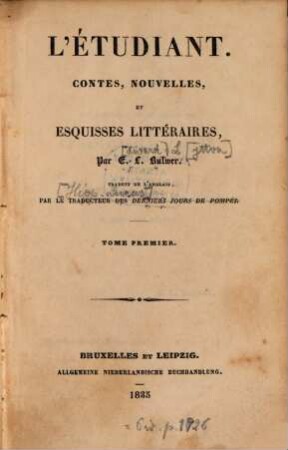 L'ÉTUDIANT.
CONTES, NOUVELLES,
ET
ESQUISSES LITTÉRAIRES,
Par E. L. Bulwer.
TRADUIT DE L'ANGLAIS,
PAR LE TRADUCTEUR DES DERNIERS JOURS DE POMPÉI.
TOME PREMIER.
BRUXELLES ET LEIPZIG.
ALLGEMEINE NIEDERLANDISCHE BUCHHANDLUNG.
1835